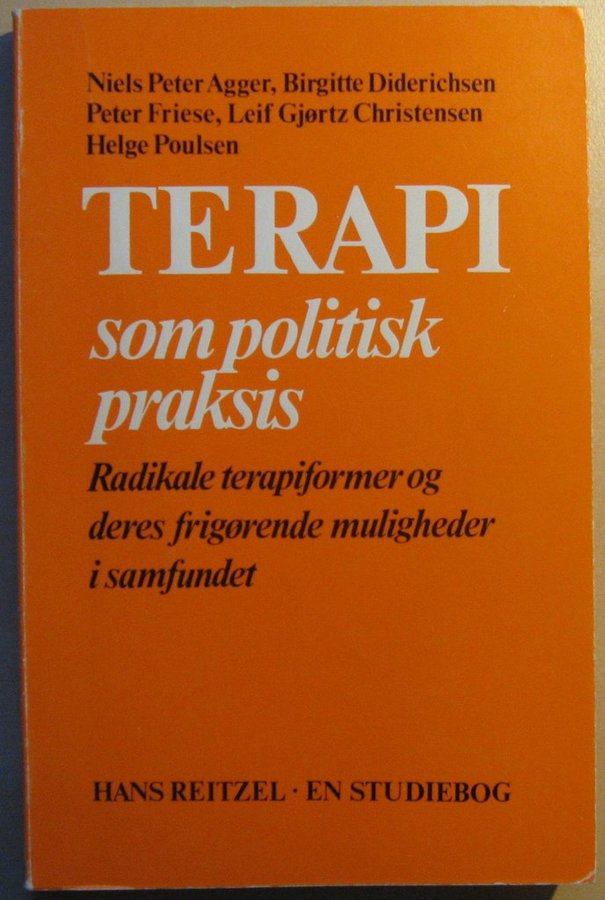 Niels Peter Agger, Birgitte Diderichsen
Peter Friese, Leif Gjørtz Christensen
Helge Poulsen
TERAPI
som politisk
praksis
Radikale terapiformer og
deres frigørende muligheder
i samfundet
HANS REITZEL · EN STUDIEBOG